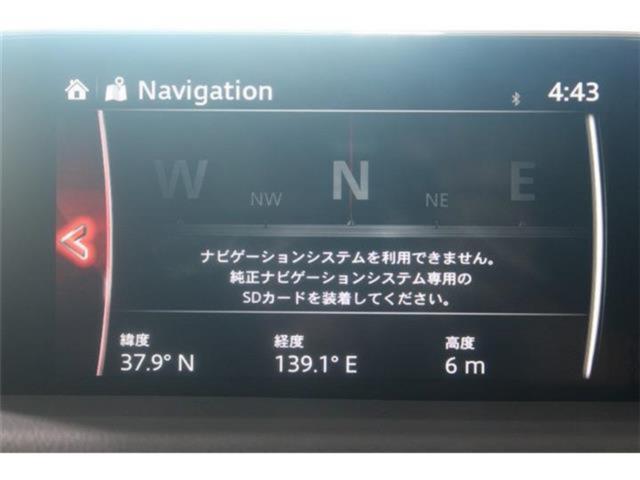 Navigation
4:43
W NW N NE E
ナビゲーションシステムを利用できません。
純正ナビゲーションシステム専用の
SDカードを装着してください。
緯度 経度 高度
37.9° N 139.1° E 6 m